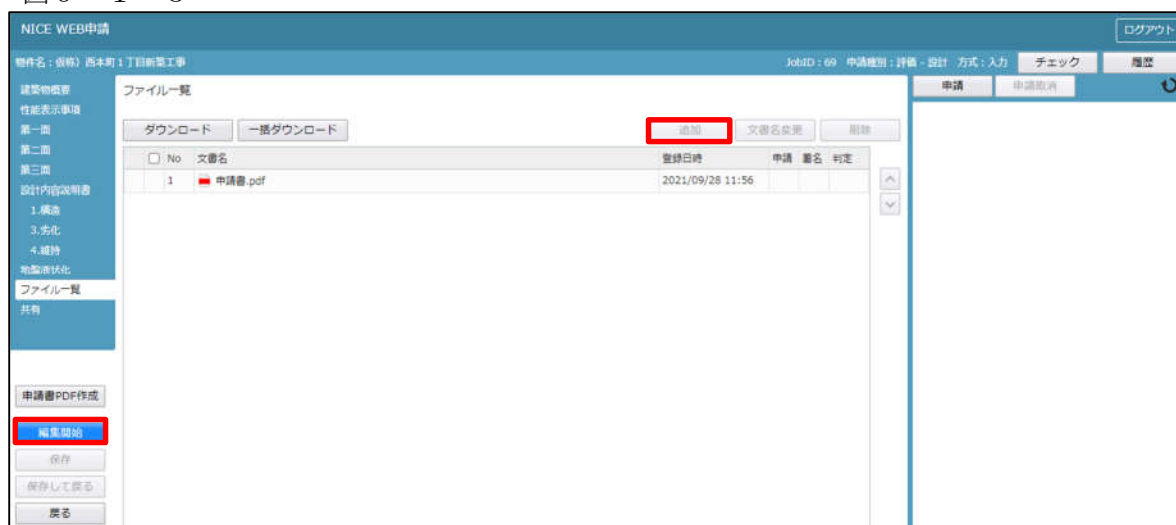 NICE WEB申請
ログアウト
物件名：仮称）西本町１丁目新築工事
JobID：69 申請種別：評価 - 設計 方式：入力
チェック
履歴
建築物概要
性能表示事項
第一面
第二面
第三面
設計内容説明書
1.構造
3.劣化
4.維持
地盤液状化
ファイル一覧
共有
ファイル一覧
ダウンロード
一括ダウンロード
追加
文書名変更
削除
No 文書名 登録日時 申請 署名 判定
1 申請書.pdf 2021/09/28 11:56
申請
申請取消
申請書PDF作成
編集開始
保存
保存して戻る
戻る